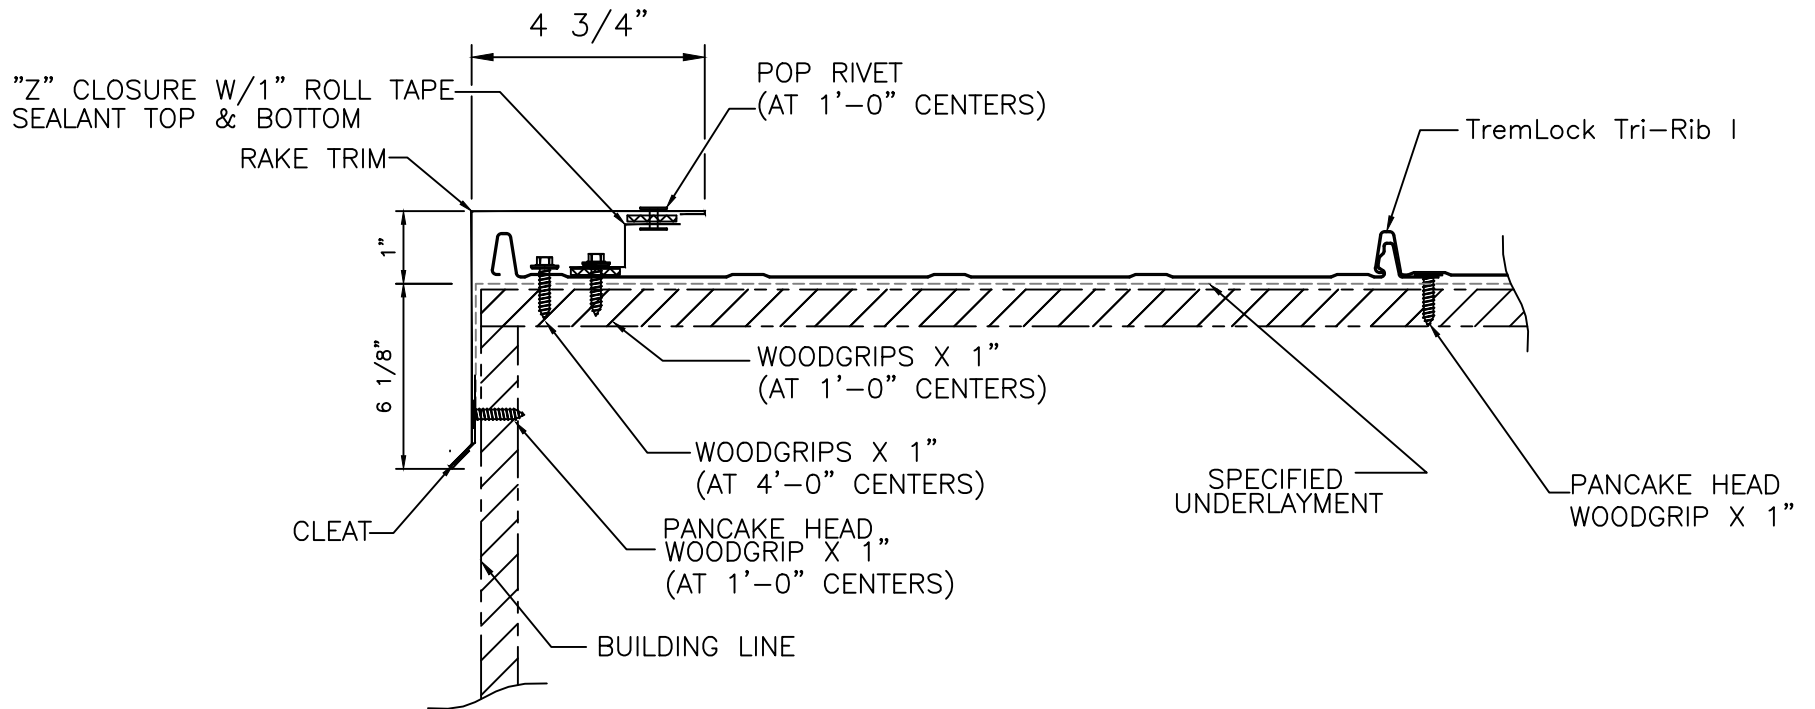 4 3/4”
”Z” CLOSURE W/1” ROLL TAPE
SEALANT TOP & BOTTOM
RAKE TRIM
POP RIVET
(AT 1’–0” CENTERS)
TremLock Tri–Rib I
1”
6 1/8”
WOODGRIPS X 1”
(AT 1’–0” CENTERS)
WOODGRIPS X 1”
(AT 4’–0” CENTERS)
SPECIFIED
UNDERLAYMENT
PANCAKE HEAD
WOODGRIP X 1”
CLEAT
PANCAKE HEAD
WOODGRIP X 1”
(AT 1’–0” CENTERS)
BUILDING LINE